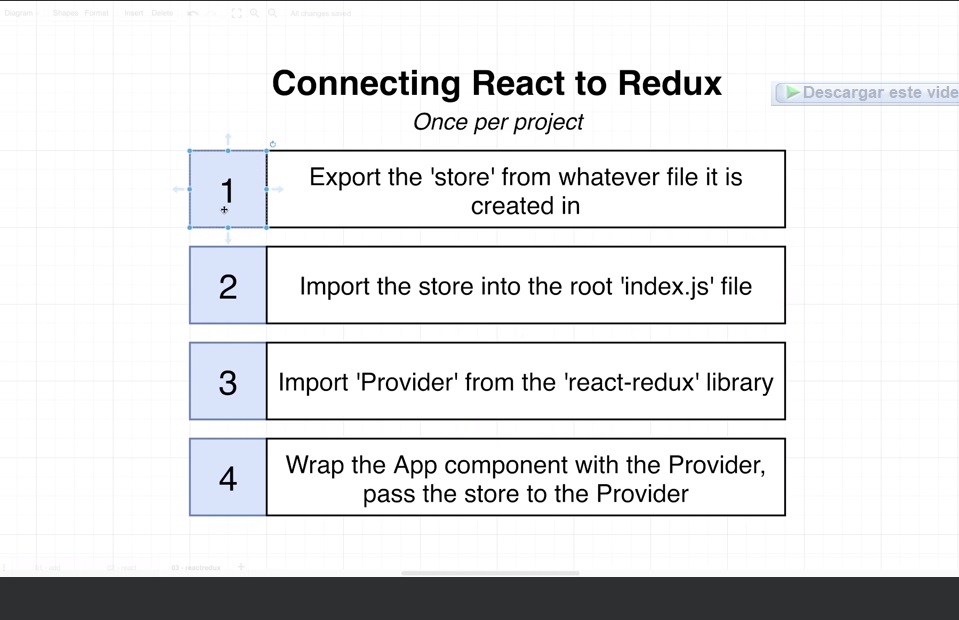 Diagram Shapes Format Insert Delete All changes saved
Connecting React to Redux
Descargar este vide
Once per project
1
Export the 'store' from whatever file it is
created in
2
Import the store into the root 'index.js' file
3
Import 'Provider' from the 'react-redux' library
4
Wrap the App component with the Provider,
pass the store to the Provider